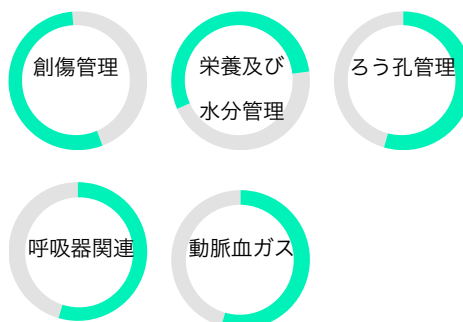 創傷管理
栄養及び
水分管理
ろう孔管理
呼吸器関連
動脈血ガス